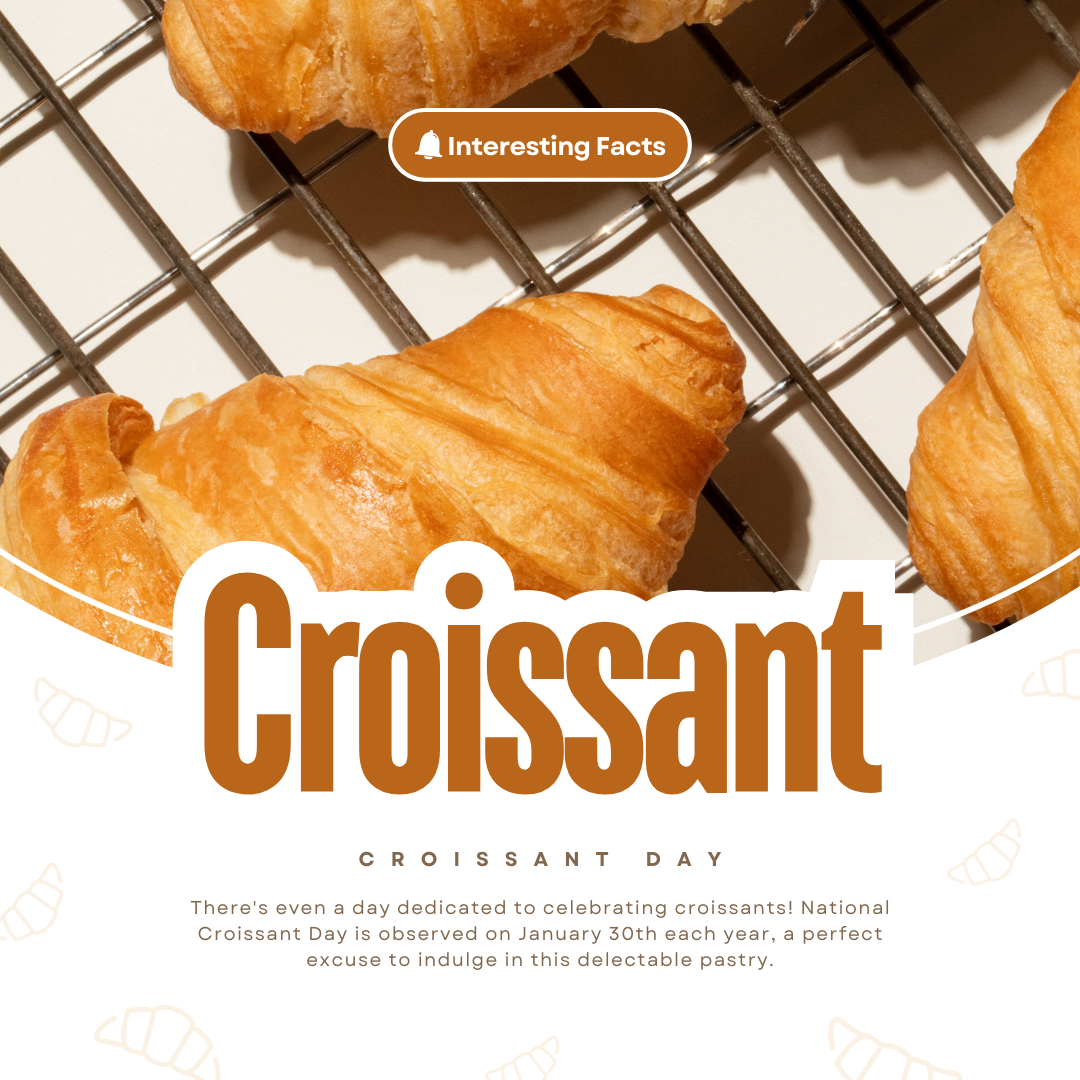 Interesting Facts
Croissant
CROISSANT DAY
There's even a day dedicated to celebrating croissants! National
Croissant Day is observed on January 30th each year, a perfect
excuse to indulge in this delectable pastry.